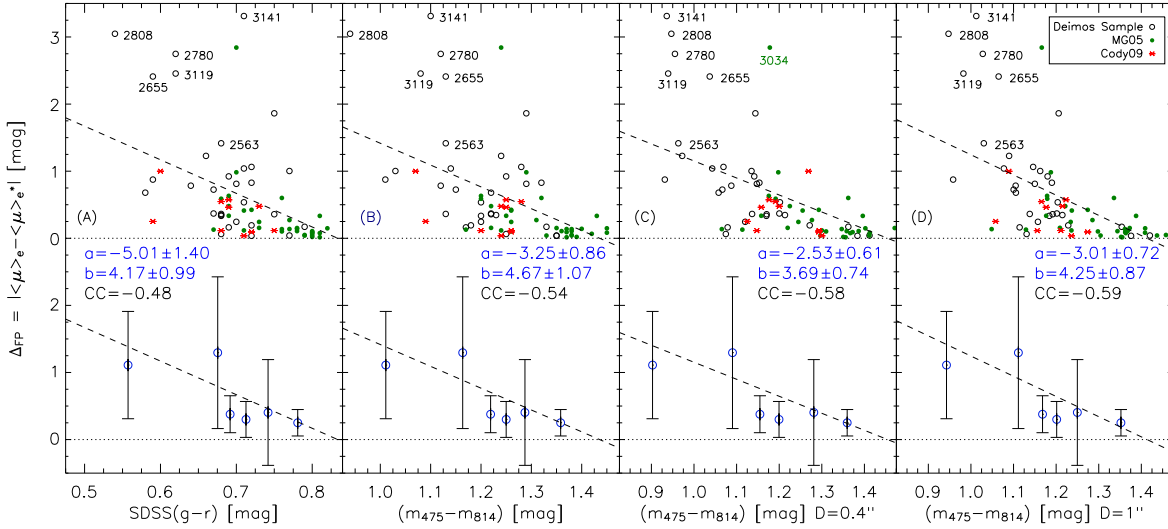 3141
2808
2780
3119
2655
2563
(A)
a=−5.01±1.40
b=4.17±0.99
CC=−0.48
3141
2808
2780
3119
2655
2563
(B)
a=−3.25±0.86
b=4.67±1.07
CC=−0.54
3141
2808
2780
3034
3119
2655
2563
(C)
a=−2.53±0.61
b=3.69±0.74
CC=−0.58
Deimos Sample
MG05
Cody09
3141
2808
2780
3119
2655
2563
(D)
a=−3.01±0.72
b=4.25±0.87
CC=−0.59
Δ_FP = |<μ>_e−<μ>_e*| [mag]
3
2
1
0
2
1
0
0.5 0.6 0.7 0.8
SDSS(g−r) [mag]
1.0 1.1 1.2 1.3 1.4
(m₄₇₅−m₈₁₄) [mag]
0.9 1.0 1.1 1.2 1.3 1.4
(m₄₇₅−m₈₁₄) [mag] D=0.4"
0.9 1.0 1.1 1.2 1.3 1.4
(m₄₇₅−m₈₁₄) [mag] D=1"